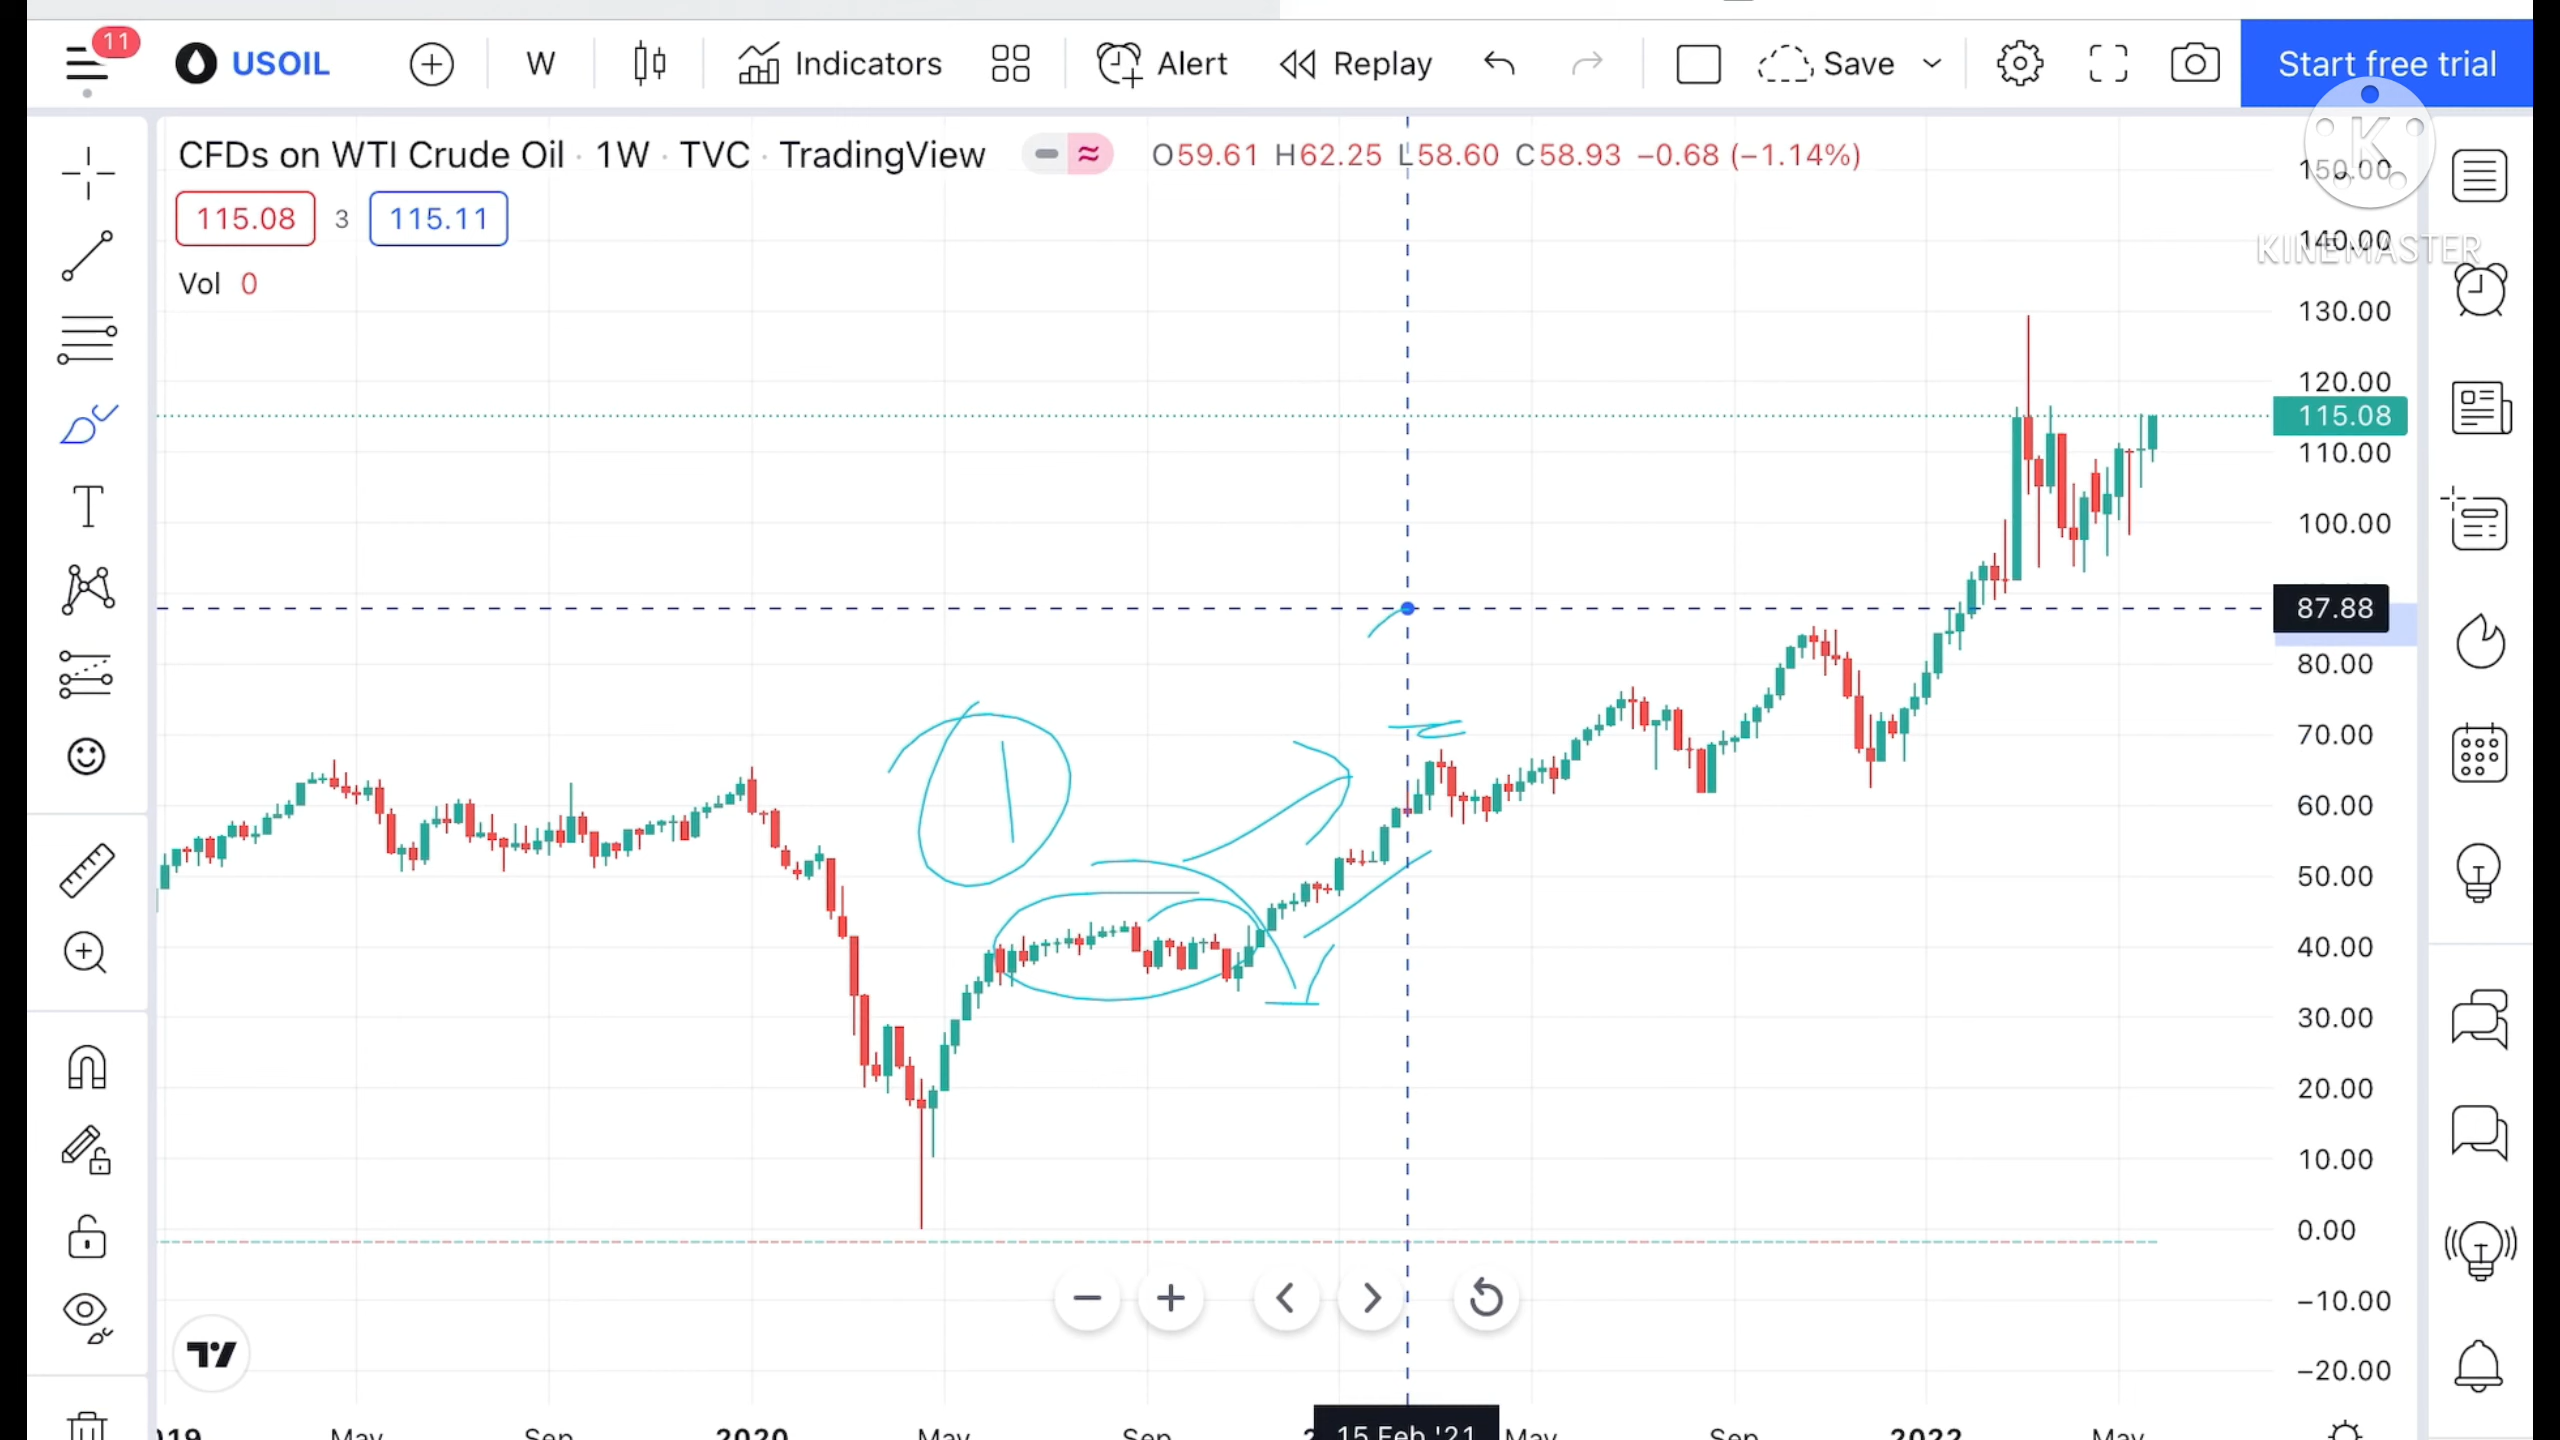 11
USOIL
W
Indicators
Alert
Replay
Save
Start free trial
CFDs on WTI Crude Oil · 1W · TVC · TradingView
O59.61 H62.25 L58.60 C58.93 −0.68 (−1.14%)
115.08 3 115.11
Vol 0
K
KINEMASTER
150.00
140.00
130.00
120.00
115.08
110.00
100.00
87.88
80.00
70.00
60.00
50.00
40.00
30.00
20.00
10.00
0.00
−10.00
−20.00
1
May Sep 2020 May Sep 15 Feb '21 May Sep 2022 May